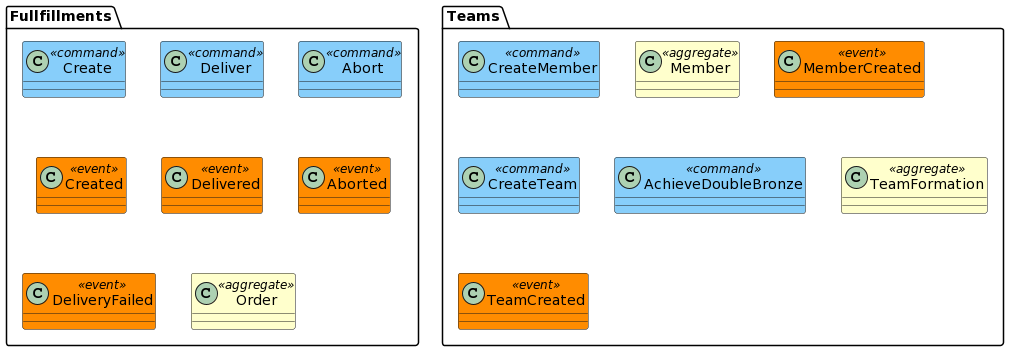 Fullfillments
«command»
C Create
«command»
C Deliver
«command»
C Abort
«event»
C Created
«event»
C Delivered
«event»
C Aborted
«event»
C DeliveryFailed
«aggregate»
C Order
Teams
«command»
C CreateMember
«aggregate»
C Member
«event»
C MemberCreated
«command»
C CreateTeam
«command»
C AchieveDoubleBronze
«aggregate»
C TeamFormation
«event»
C TeamCreated